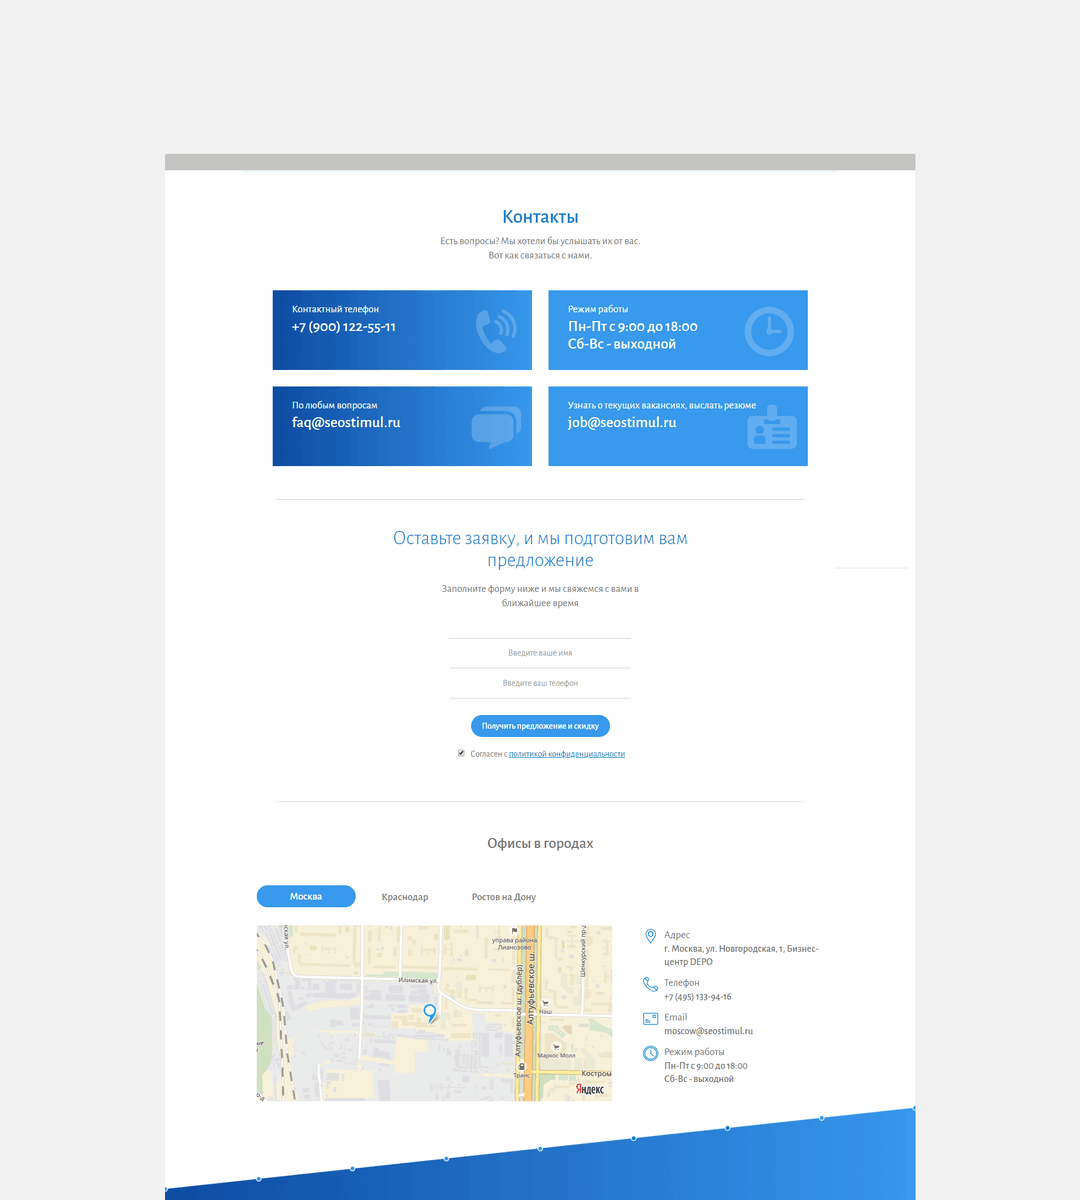 Контакты
Есть вопросы? Мы хотели бы услышать их от вас.
Вот как связаться с нами.
Контактный телефон
+7 (900) 122-55-11
Режим работы
Пн-Пт с 9:00 до 18:00
Сб-Вс - выходной
По любым вопросам
faq@seostimul.ru
Узнать о текущих вакансиях, выслать резюме
job@seostimul.ru
Оставьте заявку, и мы подготовим вам
предложение
Заполните форму ниже и мы свяжемся с вами в
ближайшее время
Введите ваше имя
Введите ваш телефон
Получить предложение и скидку
Согласен с политикой конфиденциальности
Офисы в городах
Москва
Краснодар
Ростов на Дону
управа района
Лианозово
Илимская ул.
Алтуфьевское ш. (дублёр)
Алтуфьевское ш.
Шенкурский пр-д
Наш
Маркос Молл
Транс
Костром
Яндекс
Адрес
г. Москва, ул. Новгородская, 1, Бизнес-
центр DEPO
Телефон
+7 (495) 133-94-16
Email
moscow@seostimul.ru
Режим работы
Пн-Пт с 9:00 до 18:00
Сб-Вс - выходной